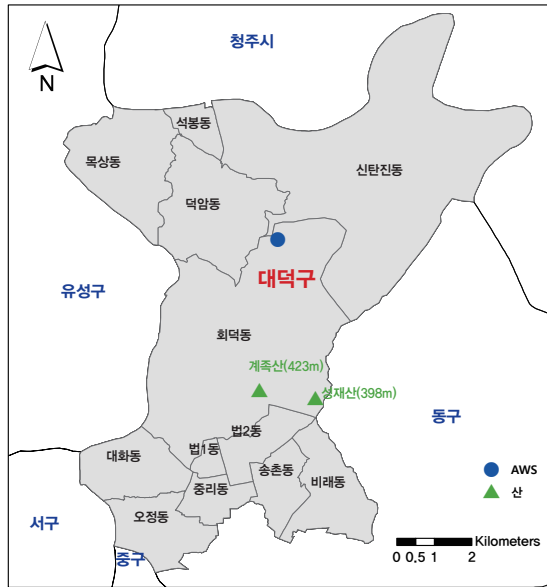 청주시
N
석봉동
목상동
신탄진동
덕암동
대덕구
유성구
회덕동
계족산(423m)
성재산(398m)
동구
법2동
대화동
법1동
송촌동
비래동
중리동
오정동
서구
중구
AWS
산
Kilometers
0 0.5 1 2